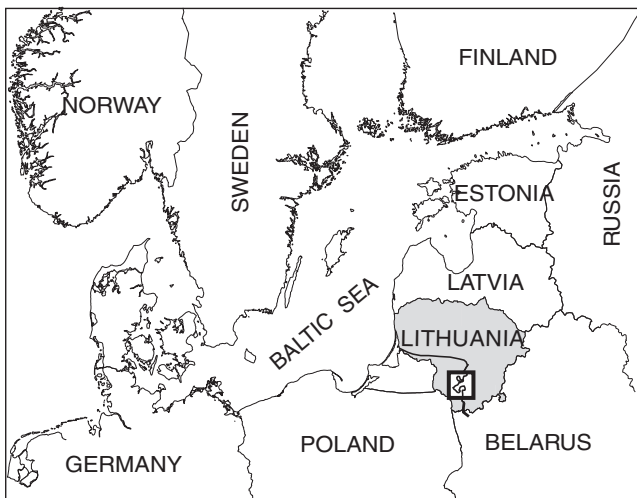 FINLAND
NORWAY
SWEDEN
ESTONIA
RUSSIA
LATVIA
BALTIC SEA
LITHUANIA
POLAND
BELARUS
GERMANY